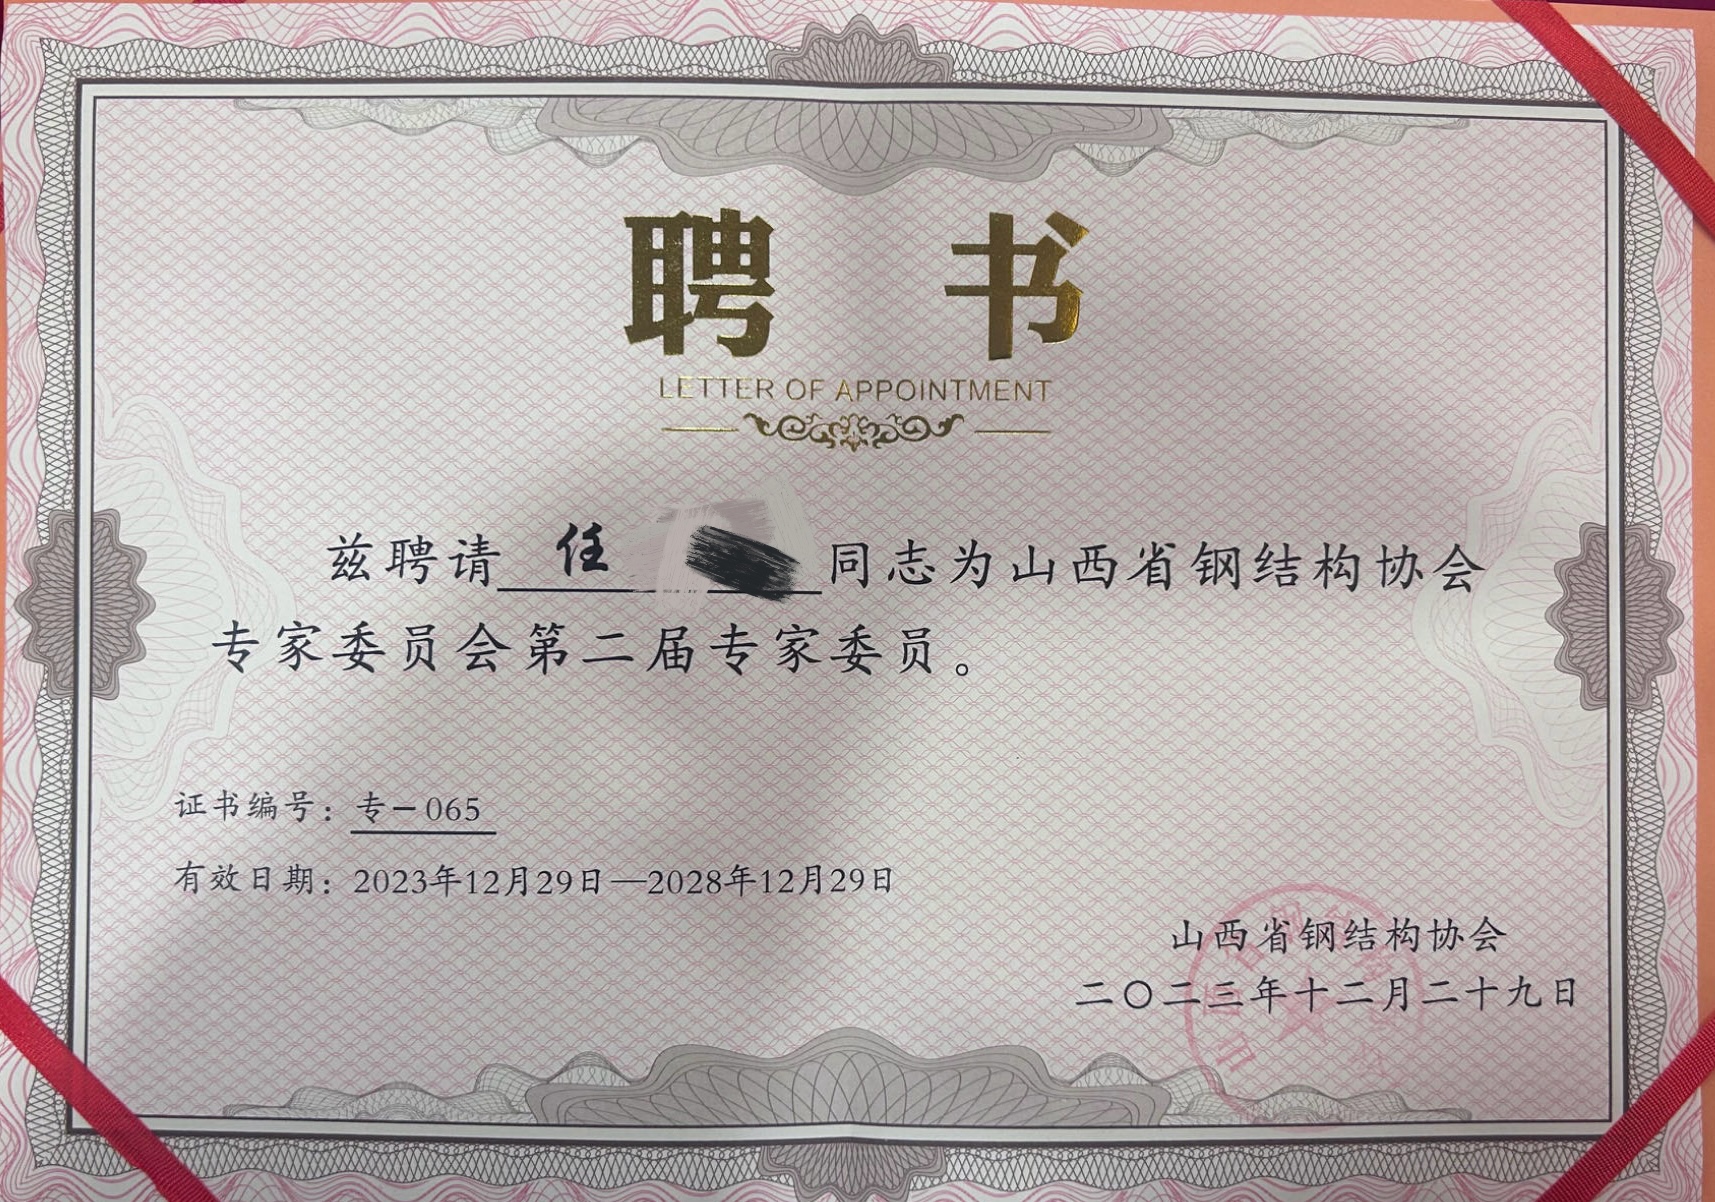 聘 书
LETTER OF APPOINTMENT
兹聘请 任 同志为山西省钢结构协会
专家委员会第二届专家委员。
证书编号：专－065
有效日期：2023年12月29日—2028年12月29日
山西省钢结构协会
二〇二三年十二月二十九日